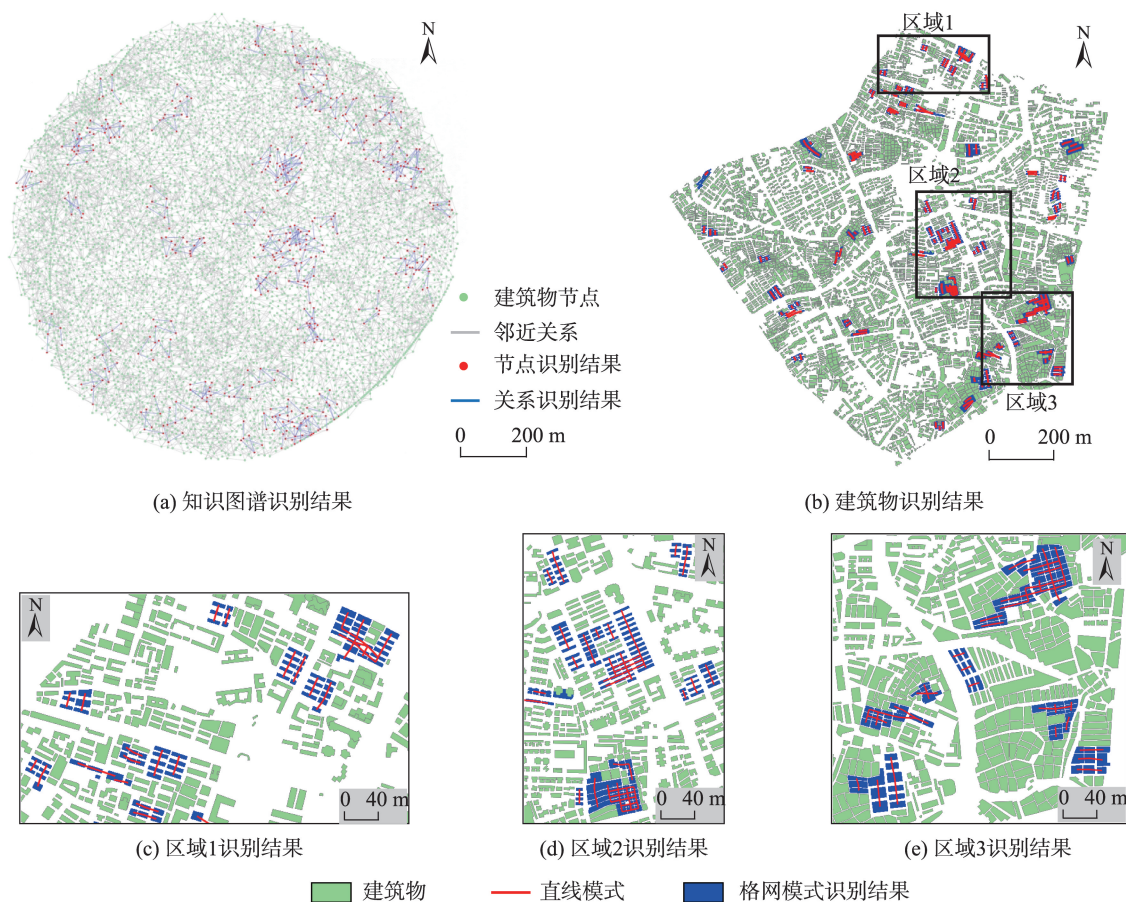 N
建筑物节点
邻近关系
节点识别结果
关系识别结果
0 200 m
(a) 知识图谱识别结果
区域1
N
区域2
区域3
0 200 m
(b) 建筑物识别结果
N
0 40 m
(c) 区域1识别结果
N
0 40 m
(d) 区域2识别结果
N
0 40 m
(e) 区域3识别结果
建筑物 直线模式 格网模式识别结果